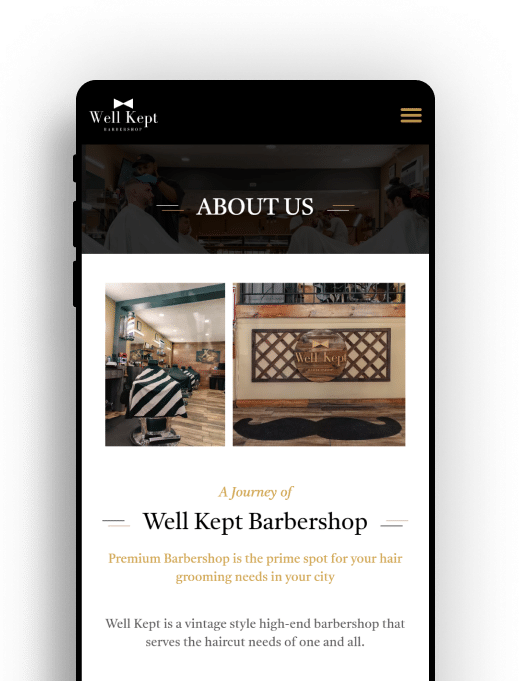 Well Kept
BARBERSHOP
ABOUT US
Well Kept
A Journey of
Well Kept Barbershop
Premium Barbershop is the prime spot for your hair
grooming needs in your city
Well Kept is a vintage style high-end barbershop that
serves the haircut needs of one and all.